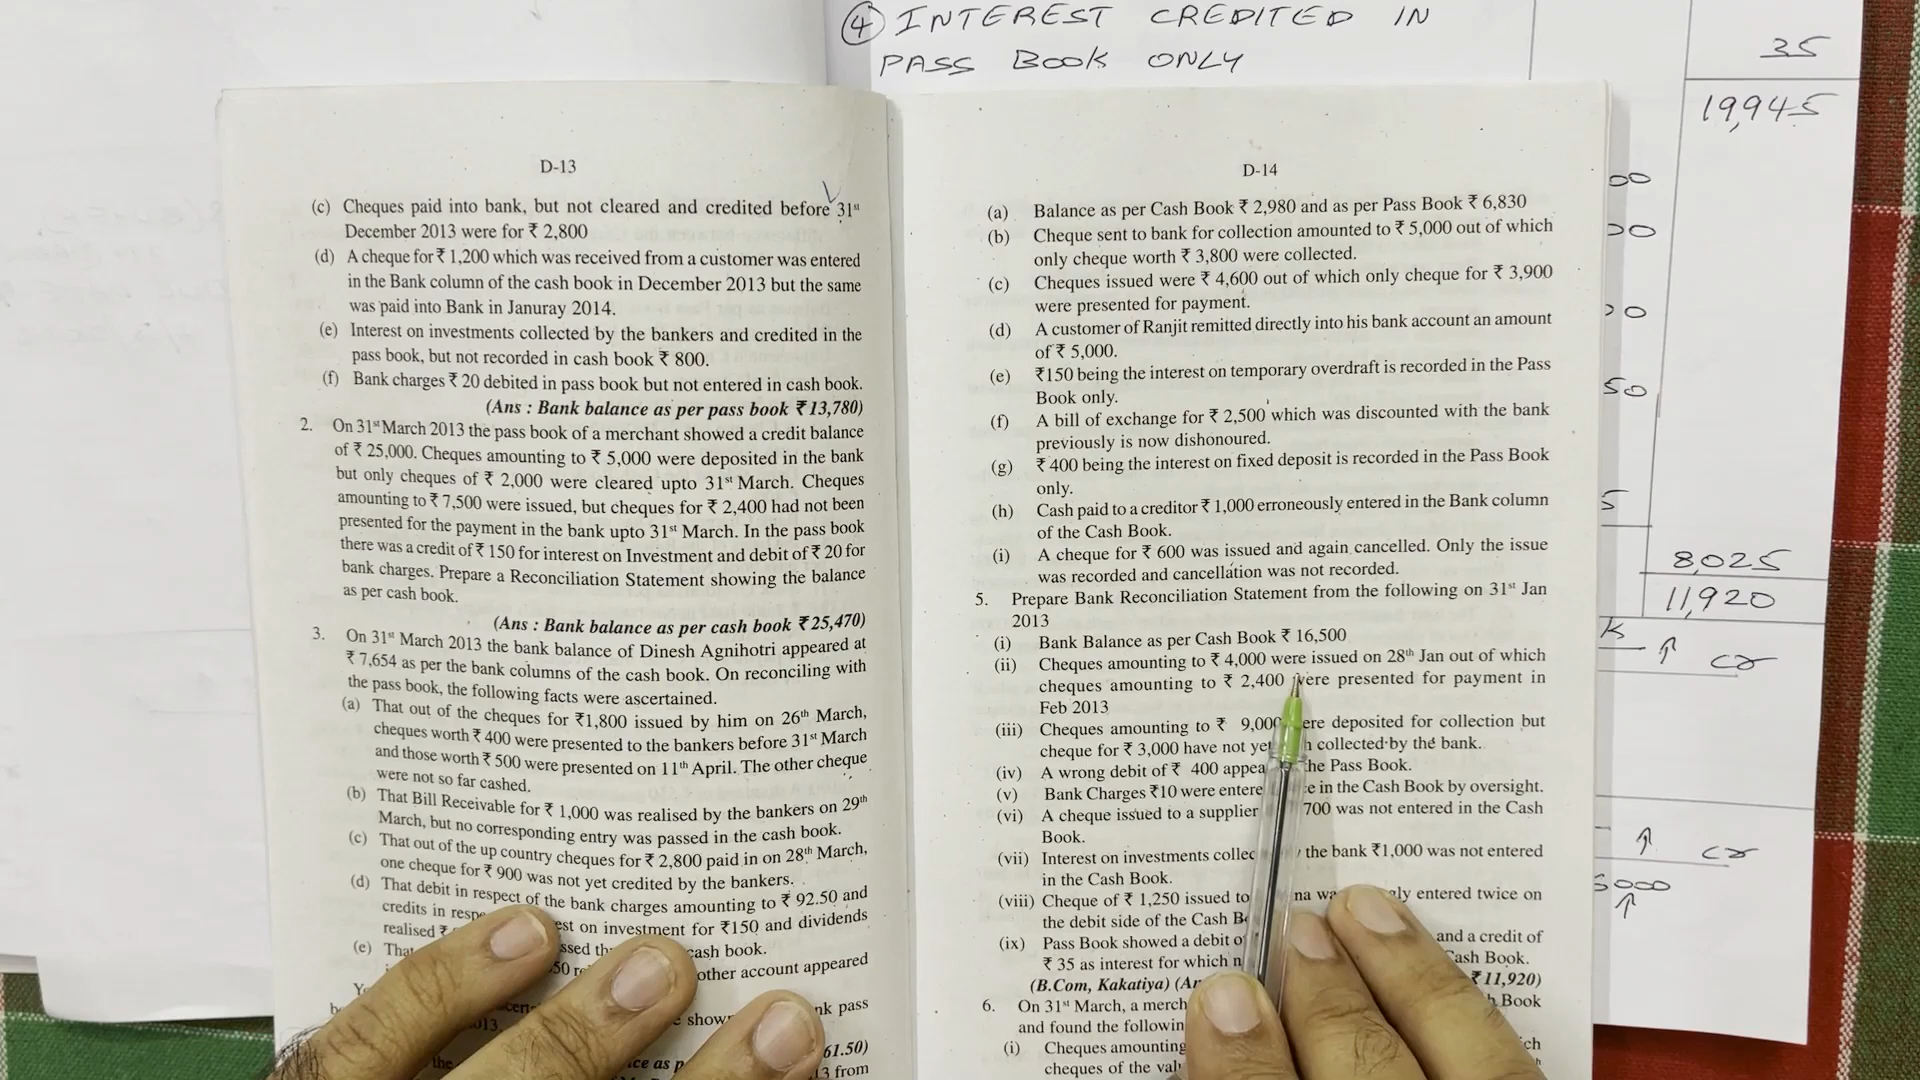 ④ INTEREST CREDITED IN
PASS BOOK ONLY
35
19,945
D-13
(c) Cheques paid into bank, but not cleared and credited before 31st
December 2013 were for ₹ 2,800
(d) A cheque for ₹ 1,200 which was received from a customer was entered
in the Bank column of the cash book in December 2013 but the same
was paid into Bank in Januray 2014.
(e) Interest on investments collected by the bankers and credited in the
pass book, but not recorded in cash book ₹ 800.
(f) Bank charges ₹ 20 debited in pass book but not entered in cash book.
(Ans : Bank balance as per pass book ₹ 13,780)
2. On 31st March 2013 the pass book of a merchant showed a credit balance
of ₹ 25,000. Cheques amounting to ₹ 5,000 were deposited in the bank
but only cheques of ₹ 2,000 were cleared upto 31st March. Cheques
amounting to ₹ 7,500 were issued, but cheques for ₹ 2,400 had not been
presented for the payment in the bank upto 31st March. In the pass book
there was a credit of ₹ 150 for interest on Investment and debit of ₹ 20 for
bank charges. Prepare a Reconciliation Statement showing the balance
as per cash book.
(Ans : Bank balance as per cash book ₹ 25,470)
3. On 31st March 2013 the bank balance of Dinesh Agnihotri appeared at
₹ 7,654 as per the bank columns of the cash book. On reconciling with
the pass book, the following facts were ascertained.
(a) That out of the cheques for ₹1,800 issued by him on 26th March,
cheques worth ₹ 400 were presented to the bankers before 31st March
and those worth ₹ 500 were presented on 11th April. The other cheque
were not so far cashed.
(b) That Bill Receivable for ₹ 1,000 was realised by the bankers on 29th
March, but no corresponding entry was passed in the cash book.
(c) That out of the up country cheques for ₹ 2,800 paid in on 28th March,
one cheque for ₹ 900 was not yet credited by the bankers.
(d) That debit in respect of the bank charges amounting to ₹ 92.50 and
credits in est on investment for ₹150 and dividends
realised ₹ cash book.
(e) other account appeared
nk pass
show
61.50)
13 from
D-14
(a) Balance as per Cash Book ₹ 2,980 and as per Pass Book ₹ 6,830
(b) Cheque sent to bank for collection amounted to ₹ 5,000 out of which
only cheque worth ₹ 3,800 were collected.
(c) Cheques issued were ₹ 4,600 out of which only cheque for ₹ 3,900
were presented for payment.
(d) A customer of Ranjit remitted directly into his bank account an amount
of ₹ 5,000.
(e) ₹150 being the interest on temporary overdraft is recorded in the Pass
Book only.
(f) A bill of exchange for ₹ 2,500 which was discounted with the bank
previously is now dishonoured.
(g) ₹ 400 being the interest on fixed deposit is recorded in the Pass Book
only.
(h) Cash paid to a creditor ₹ 1,000 erroneously entered in the Bank column
of the Cash Book.
(i) A cheque for ₹ 600 was issued and again cancelled. Only the issue
was recorded and cancellation was not recorded.
5. Prepare Bank Reconciliation Statement from the following on 31st Jan
2013
(i) Bank Balance as per Cash Book ₹ 16,500
(ii) Cheques amounting to ₹ 4,000 were issued on 28th Jan out of which
cheques amounting to ₹ 2,400 were presented for payment in
Feb 2013
(iii) Cheques amounting to ₹ 9,000 ere deposited for collection but
cheque for ₹ 3,000 have not ye collected by the bank.
(iv) A wrong debit of ₹ 400 appea the Pass Book.
(v) Bank Charges ₹10 were entere e in the Cash Book by oversight.
(vi) A cheque issued to a supplier 700 was not entered in the Cash
Book.
(vii) Interest on investments collec the bank ₹1,000 was not entered
in the Cash Book.
(viii) Cheque of ₹ 1,250 issued to na wa gly entered twice on
the debit side of the Cash B
(ix) Pass Book showed a debit o and a credit of
₹ 35 as interest for which n Cash Book.
(B.Com, Kakatiya) (A ₹ 11,920)
6. On 31st March, a merch Book
and found the followin
(i) Cheques amounting ch
cheques of the val
00
00
00
50
5
8,025
11,920
k ↑ cr
↑ cr
5000
↑